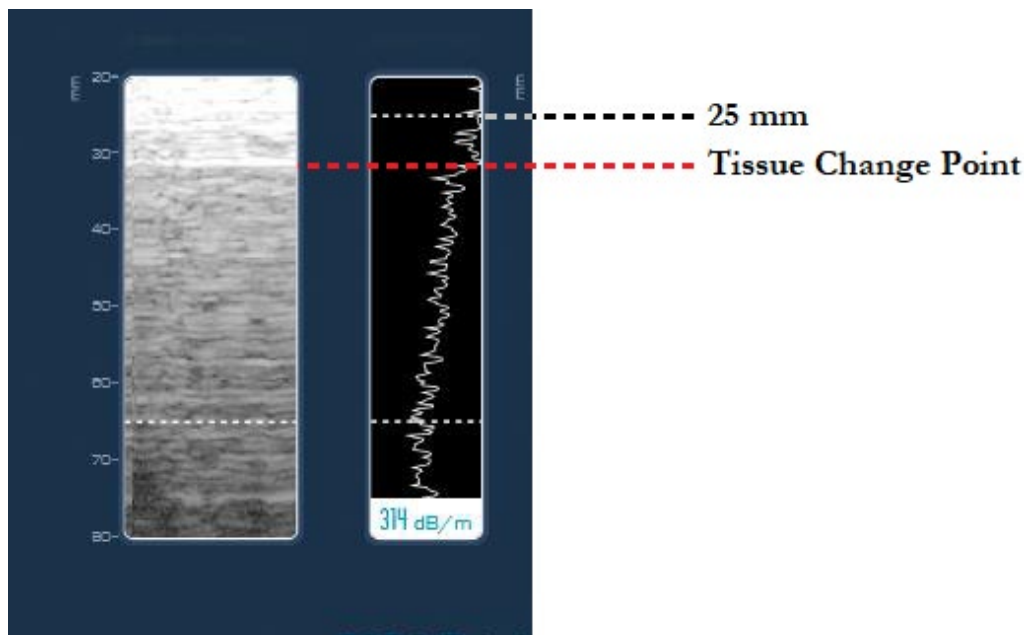 mm
20-
30-
40-
50-
60-
70-
80-
mm
25 mm
Tissue Change Point
314 dB/m